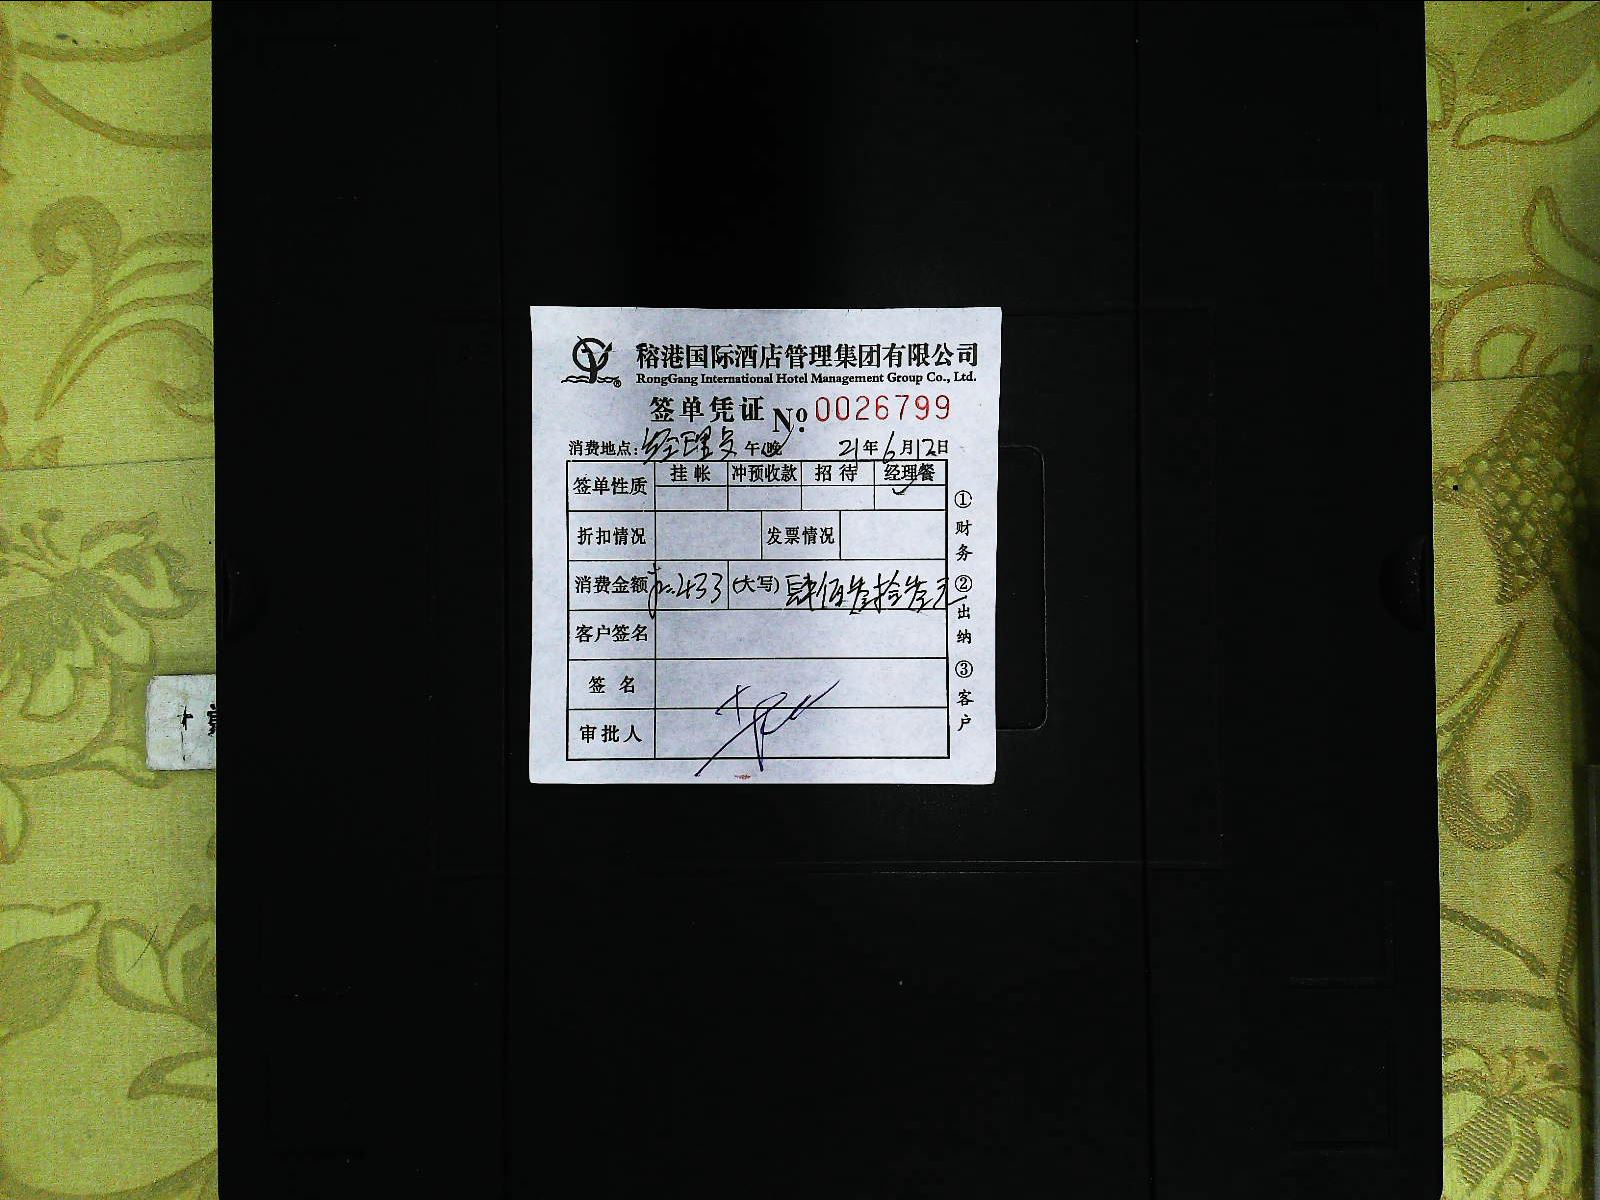 榕港国际酒店管理集团有限公司
RongGang International Hotel Management Group Co., Ltd.
签单凭证 No. 0026799
消费地点: 经理 午 晚 21年6月12日
签单性质 挂帐 冲预收款 招待 经理餐
折扣情况 发票情况
消费金额 433 (大写) 肆佰叁拾叁元
客户签名
签名
审批人
①财务 ②出纳 ③客户